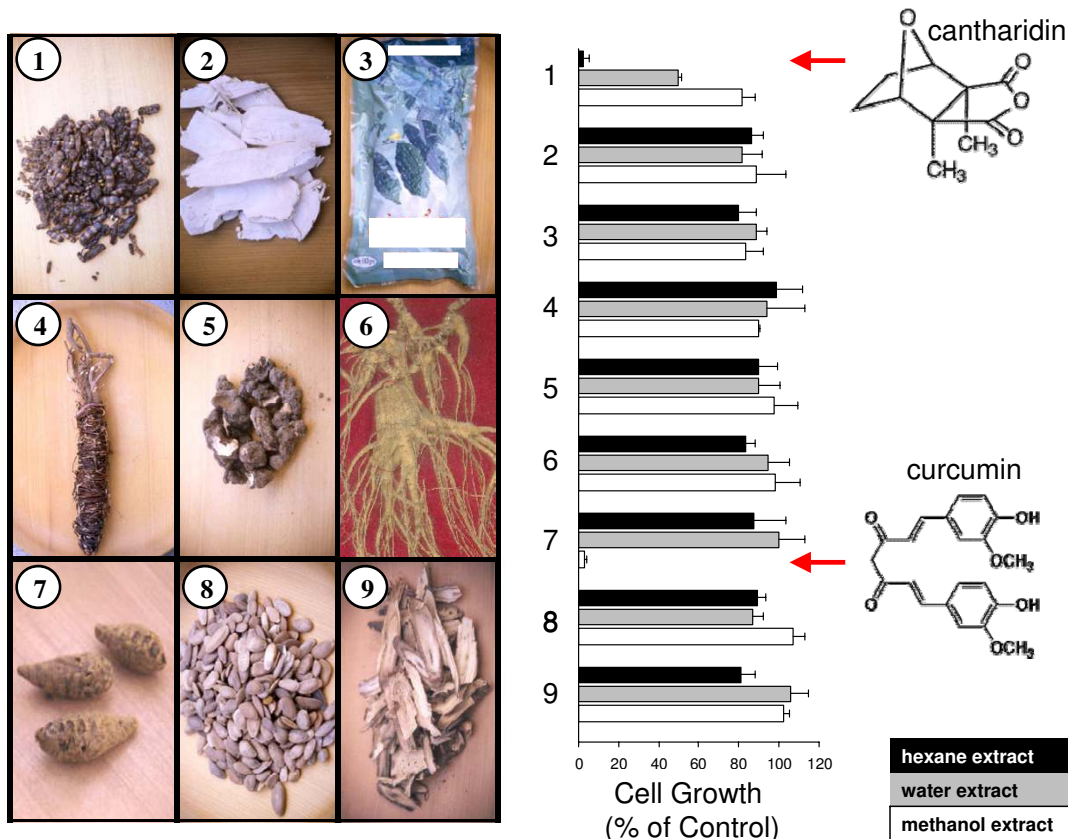 1
2
3
4
5
6
7
8
9
1
2
3
4
5
6
7
8
9
0
20
40
60
80
100
120
Cell Growth
(% of Control)
cantharidin
O
O
O
O
CH3
CH3
curcumin
O
O
OH
OCH3
OH
OCH3
hexane extract
water extract
methanol extract